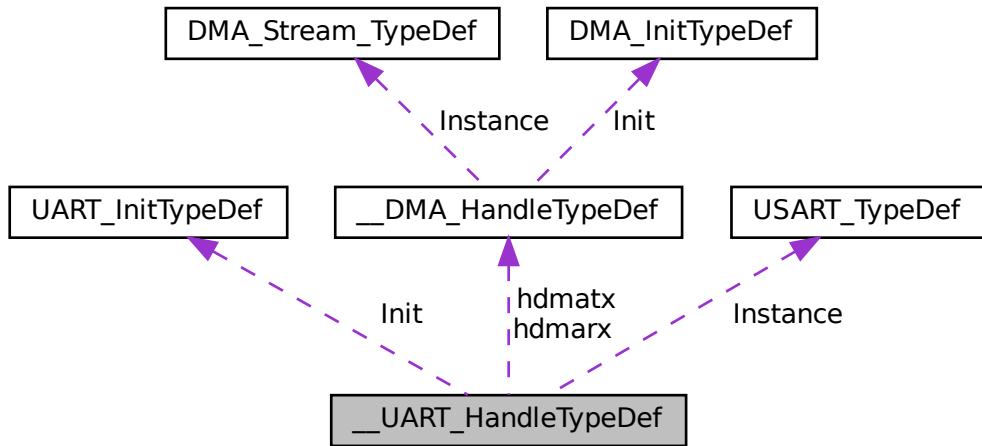 DMA_Stream_TypeDef
DMA_InitTypeDef
Instance
Init
UART_InitTypeDef
__DMA_HandleTypeDef
USART_TypeDef
Init
hdmatx
hdmarx
Instance
__UART_HandleTypeDef